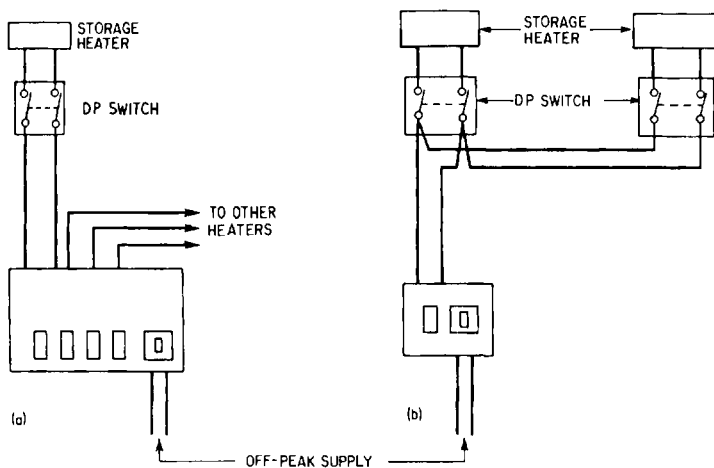 STORAGE
HEATER
DP SWITCH
TO OTHER
HEATERS
(a)
STORAGE
HEATER
DP SWITCH
(b)
OFF-PEAK SUPPLY